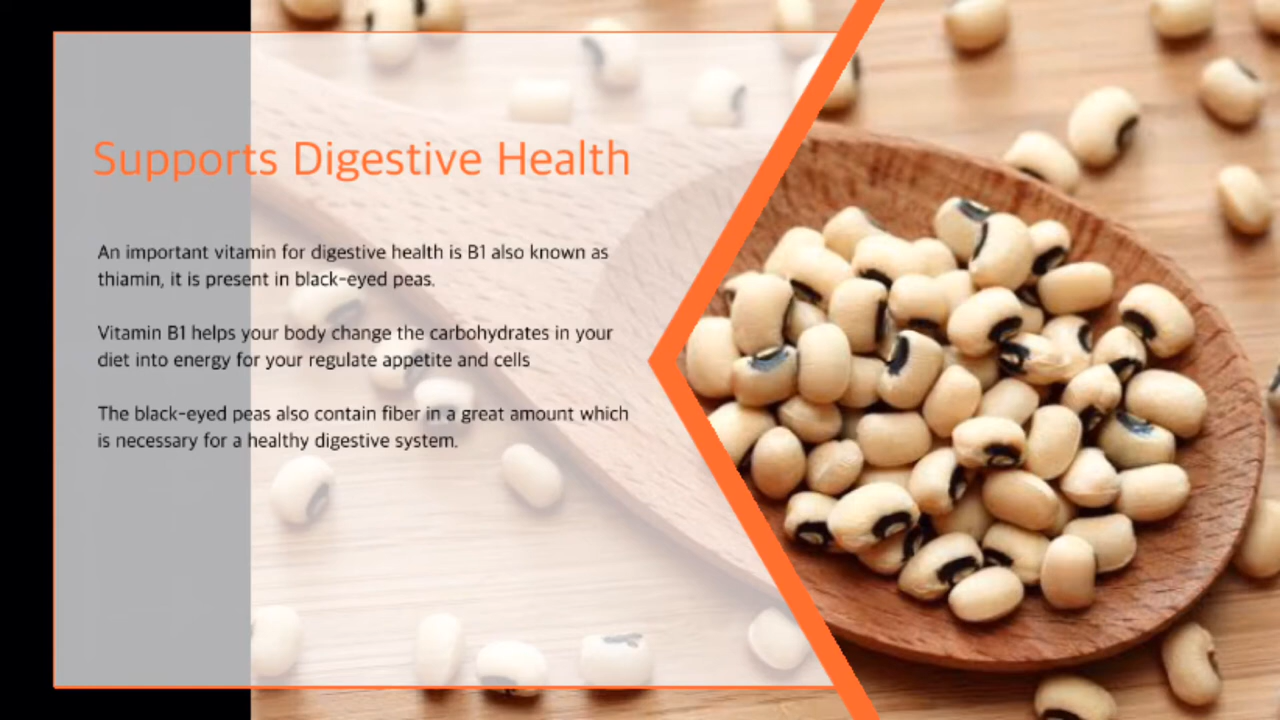 Supports Digestive Health
An important vitamin for digestive health is B1 also known as
thiamin, it is present in black-eyed peas.
Vitamin B1 helps your body change the carbohydrates in your
diet into energy for your regulate appetite and cells
The black-eyed peas also contain fiber in a great amount which
is necessary for a healthy digestive system.